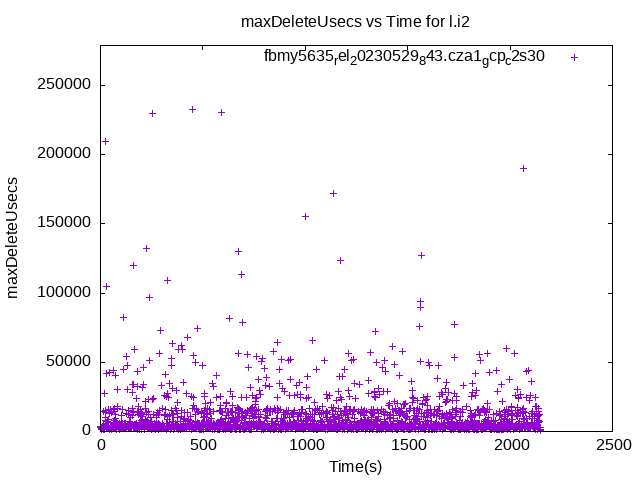 maxDeleteUsecs vs Time for l.i2
fbmy5635rel20230529843.cza1gcpc2s30
250000
200000
150000
100000
50000
0
maxDeleteUsecs
0 500 1000 1500 2000 2500
Time(s)